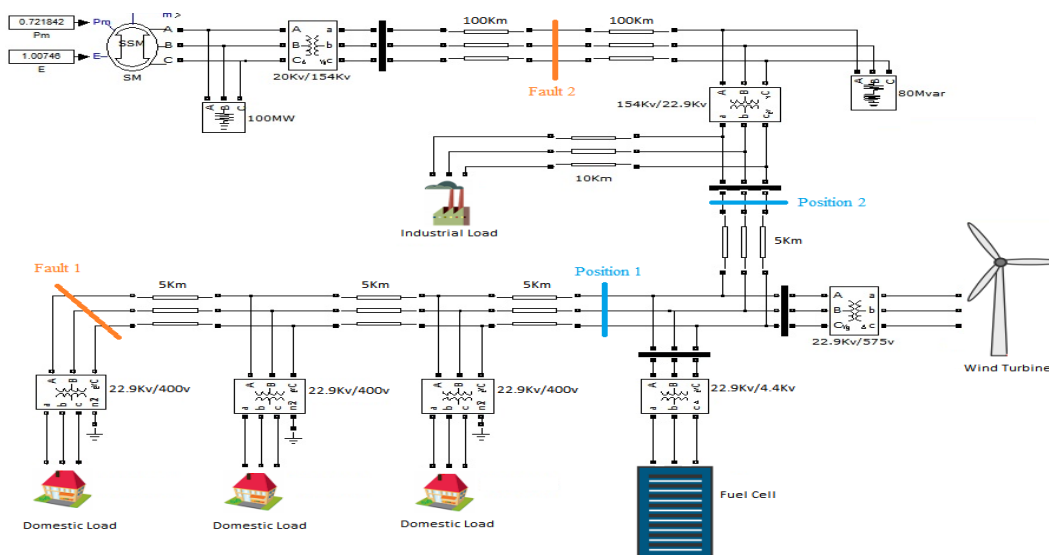 m >
0.721842
Pm
Pm
SSM
A
B
C
1.00746
E
E
SM
A
B
C
100MW
A
B
C
a
b
c
20Kv/154Kv
100Km
100Km
Fault 2
A
B
C
a
b
c
154Kv/22.9Kv
A
B
C
80Mvar
10Km
Industrial Load
Position 2
5Km
Fault 1
5Km
5Km
5Km
Position 1
A
B
C
a
b
c
22.9Kv/575v
Wind Turbine
A
B
C
a
b
c
n2
22.9Kv/400v
A
B
C
a
b
c
n2
22.9Kv/400v
A
B
C
a
b
c
n2
22.9Kv/400v
A
B
C
a
b
c
22.9Kv/4.4Kv
Fuel Cell
Domestic Load
Domestic Load
Domestic Load